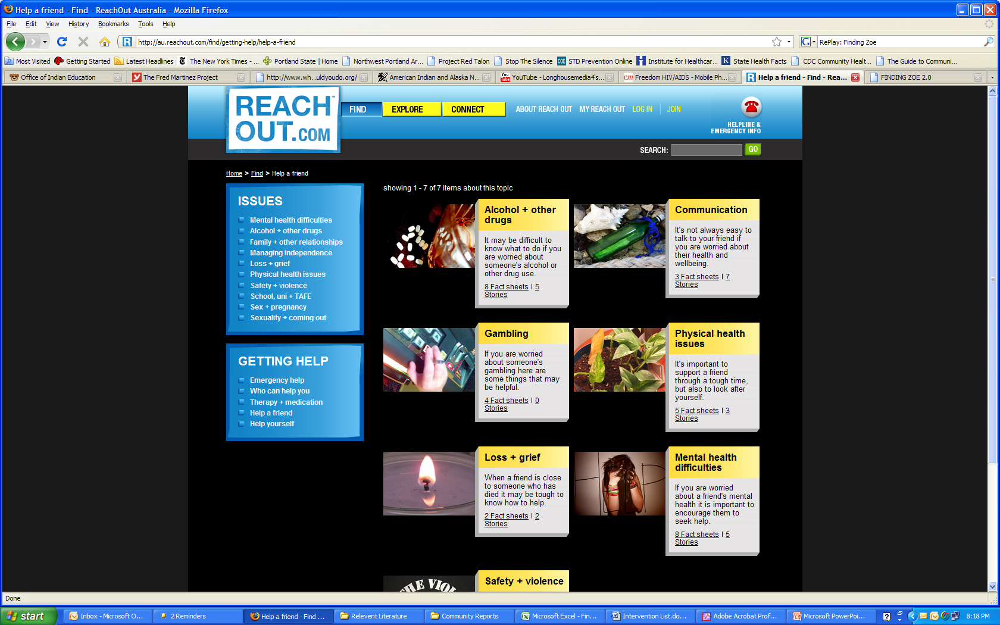 Help a friend - Find - ReachOut Australia - Mozilla Firefox
File Edit View History Bookmarks Tools Help
http://au.reachout.com/find/getting-help/help-a-friend
RePlay: Finding Zoe
Most Visited Getting Started Latest Headlines The New York Times - ... Portland State | Home Northwest Portland Ar... Project Red Talon Stop The Silence STD Prevention Online Institute for Healthcar... State Health Facts CDC Community Healt... The Guide to Communi...
Office of Indian Education The Fred Martinez Project http://www.wh...uldyoudo.org/ American Indian and Alaska N... YouTube - Longhousemedia4's... Freedom HIV/AIDS - Mobile Ph... Help a friend - Find - Rea... FINDING ZOE 2.0
REACH
OUT.COM
FIND EXPLORE CONNECT ABOUT REACH OUT MY REACH OUT LOG IN JOIN
HELPLINE &
EMERGENCY INFO
SEARCH: GO
Home > Find > Help a friend
ISSUES
Mental health difficulties
Alcohol + other drugs
Family + other relationships
Managing independence
Loss + grief
Physical health issues
Safety + violence
School, uni + TAFE
Sex + pregnancy
Sexuality + coming out
GETTING HELP
Emergency help
Who can help you
Therapy + medication
Help a friend
Help yourself
showing 1 - 7 of 7 items about this topic
Alcohol + other
drugs
It may be difficult to
know what to do if you
are worried about
someone's alcohol or
other drug use.
8 Fact sheets | 5
Stories
Communication
It's not always easy to
talk to your friend if
you are worried about
their health and
wellbeing.
3 Fact sheets | 7
Stories
Gambling
If you are worried
about someone's
gambling here are
some things that may
be helpful.
4 Fact sheets | 0
Stories
Physical health
issues
It's important to
support a friend
through a tough time,
but also to look after
yourself.
5 Fact sheets | 3
Stories
Loss + grief
When a friend is close
to someone who has
died it may be tough to
know how to help.
2 Fact sheets | 2
Stories
Mental health
difficulties
If you are worried
about a friend's mental
health it is important to
encourage them to
seek help.
8 Fact sheets | 5
Stories
Safety + violence
Done
start Inbox - Microsoft O... 2 Reminders Help a friend - Find ... Relevent Literature Community Reports Microsoft Excel - Fin... Intervention List.do... Adobe Acrobat Prof... Microsoft PowerPoi... 8:18 PM